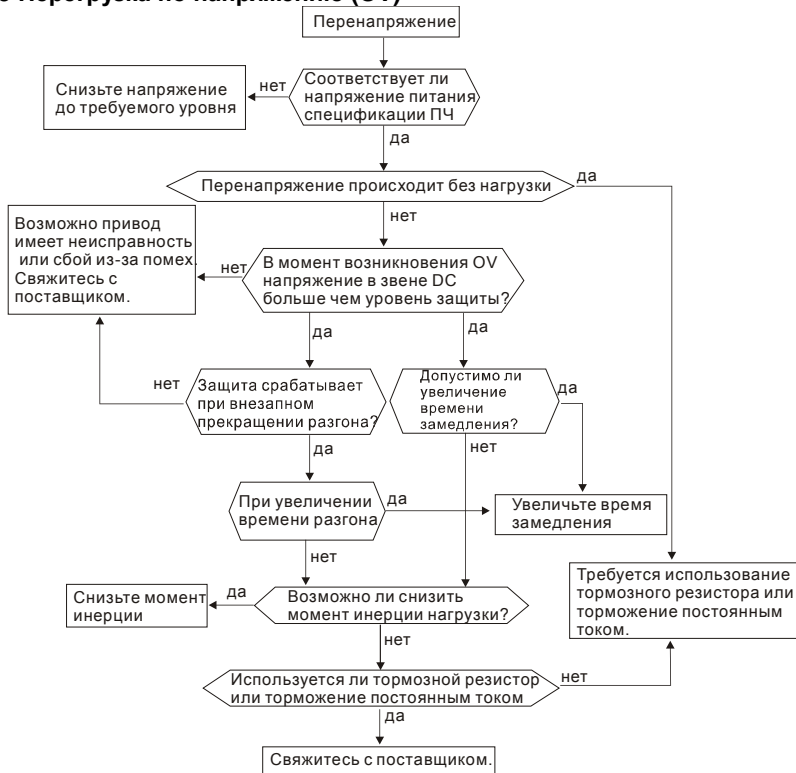 Перегрузка по напряжению (OV)
Перенапряжение
Соответствует ли
напряжение питания
спецификации ПЧ
нет
Снизьте напряжение
до требуемого уровня
да
Перенапряжение происходит без нагрузки
да
нет
Возможно привод
имеет неисправность
или сбой из-за помех.
Свяжитесь с
поставщиком.
нет
В момент возникновения OV
напряжение в звене DC
больше чем уровень защиты?
да
да
нет
Защита срабатывает
при внезапном
прекращении разгона?
Допустимо ли
увеличение
времени
замедления?
да
да
нет
При увеличении
времени разгона
да
Увеличьте время
замедления
нет
Снизьте момент
инерции
да
Возможно ли снизить
момент инерции нагрузки?
Требуется использование
тормозного резистора или
торможение постоянным
током.
нет
Используется ли тормозной резистор
или торможение постоянным током
нет
да
Свяжитесь с поставщиком.